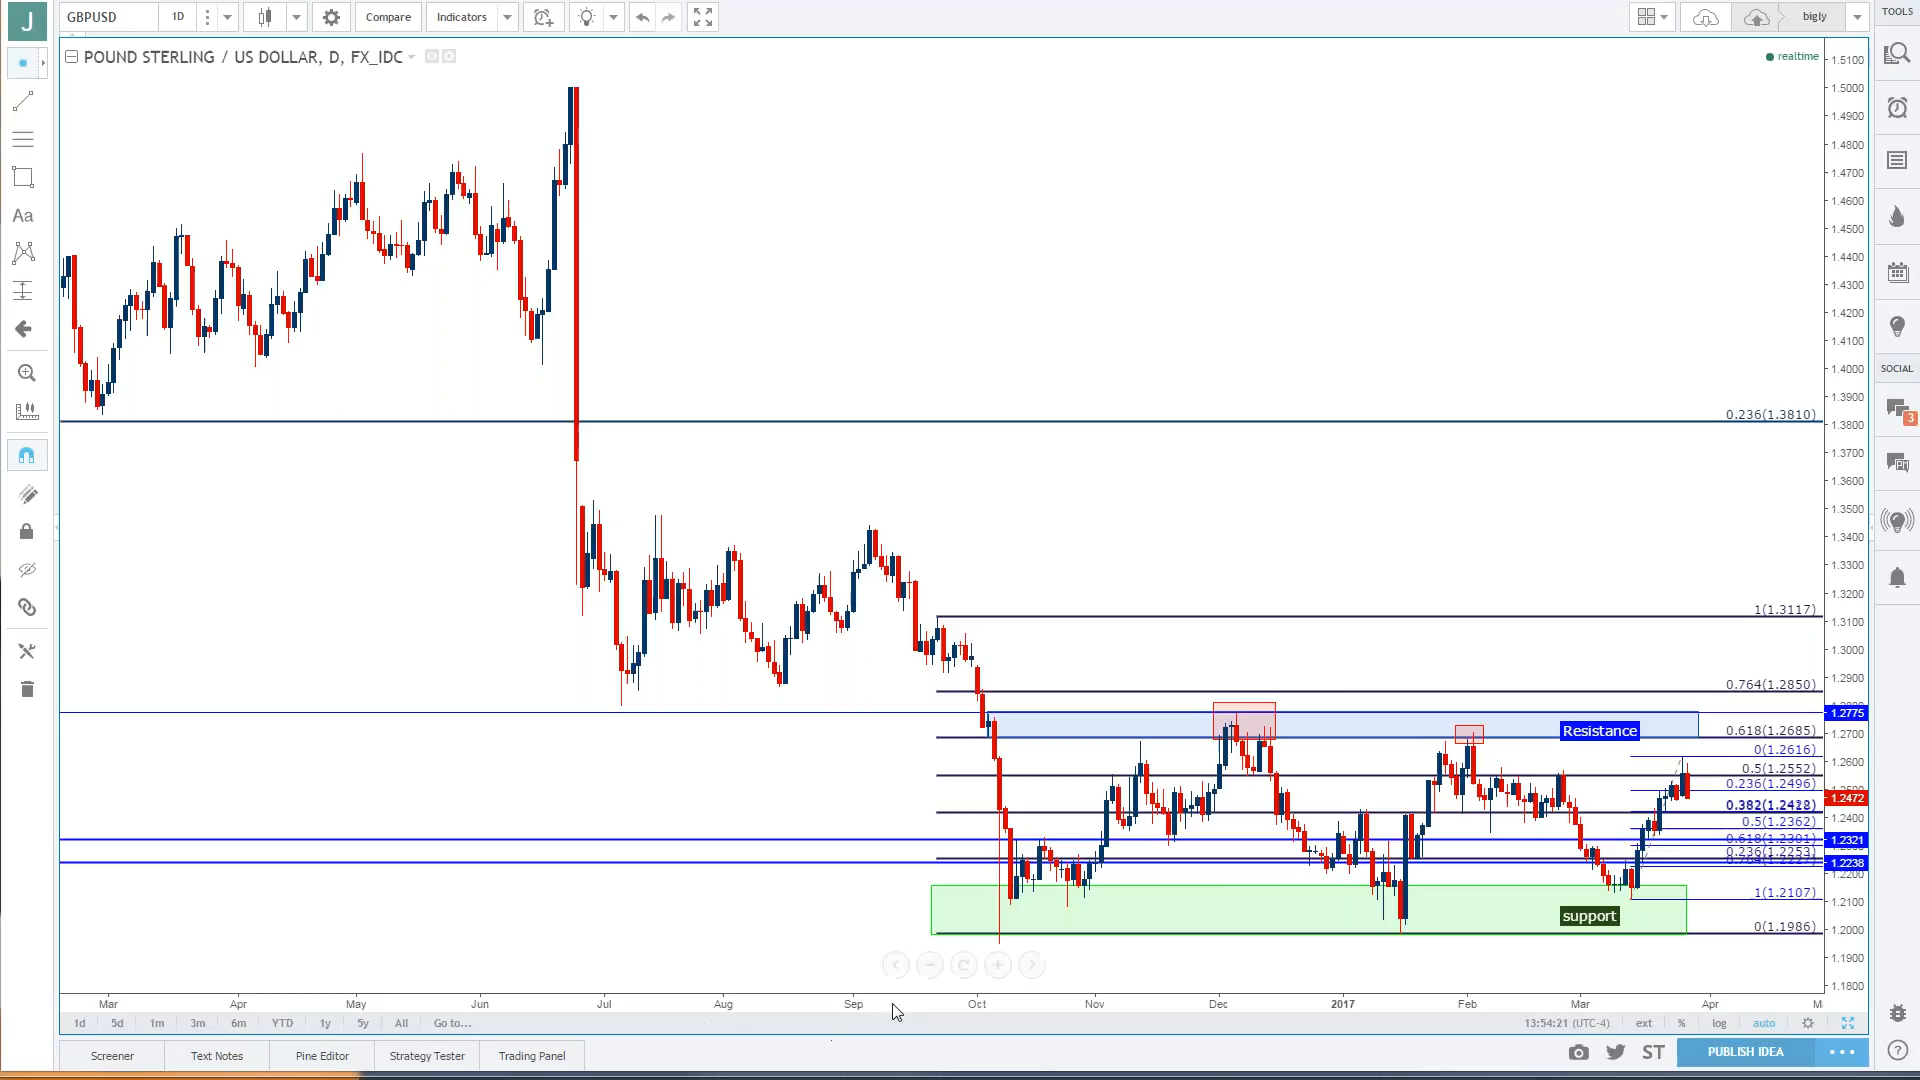 J
GBPUSD
1D
Compare
Indicators
bigly
TOOLS
POUND STERLING / US DOLLAR, D, FX_IDC
realtime
1.5100
1.5000
1.4900
1.4800
1.4700
1.4600
1.4500
1.4400
1.4300
1.4200
1.4100
1.4000
1.3900
1.3800
1.3700
1.3600
1.3500
1.3400
1.3300
1.3200
1.3100
1.3000
1.2900
1.2775
1.2700
1.2600
1.2472
1.2400
1.2321
1.2238
1.2200
1.2100
1.2000
1.1900
1.1800
Aa
SOCIAL
3
0.236(1.3810)
1(1.3117)
0.764(1.2850)
Resistance
0.618(1.2685)
0(1.2616)
0.5(1.2552)
0.236(1.2496)
0.5(1.2362)
0.236(1.2253)
1(1.2107)
support
0(1.1986)
Mar
Apr
May
Jun
Jul
Aug
Sep
Oct
Nov
Dec
2017
Feb
Mar
Apr
1d
5d
1m
3m
6m
YTD
1y
5y
All
Go to...
13:54:21 (UTC-4)
ext
%
log
auto
Screener
Text Notes
Pine Editor
Strategy Tester
Trading Panel
ST
PUBLISH IDEA